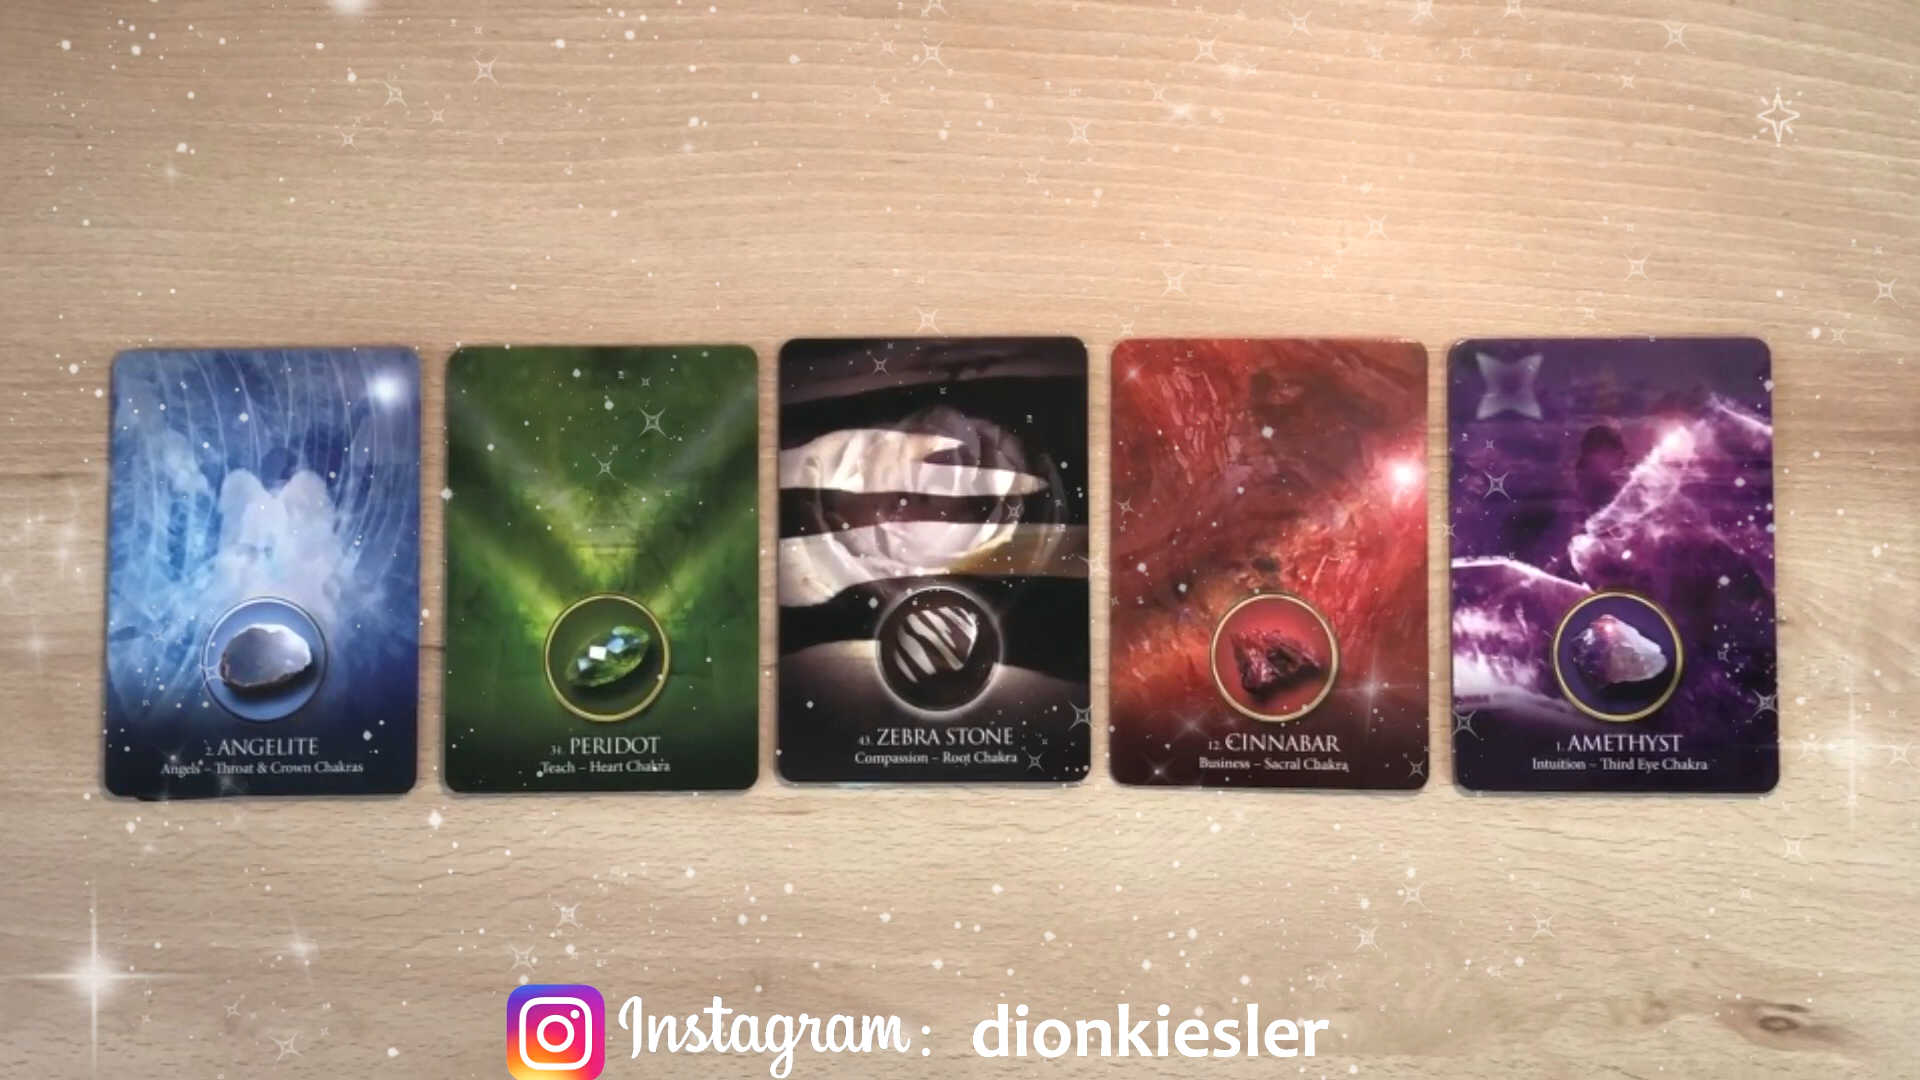 2. ANGELITE
Angels – Throat & Crown Chakras
31. PERIDOT
Teach – Heart Chakra
43. ZEBRA STONE
Compassion – Root Chakra
12. CINNABAR
Business – Sacral Chakra
1. AMETHYST
Intuition – Third Eye Chakra
Instagram : dionkiesler